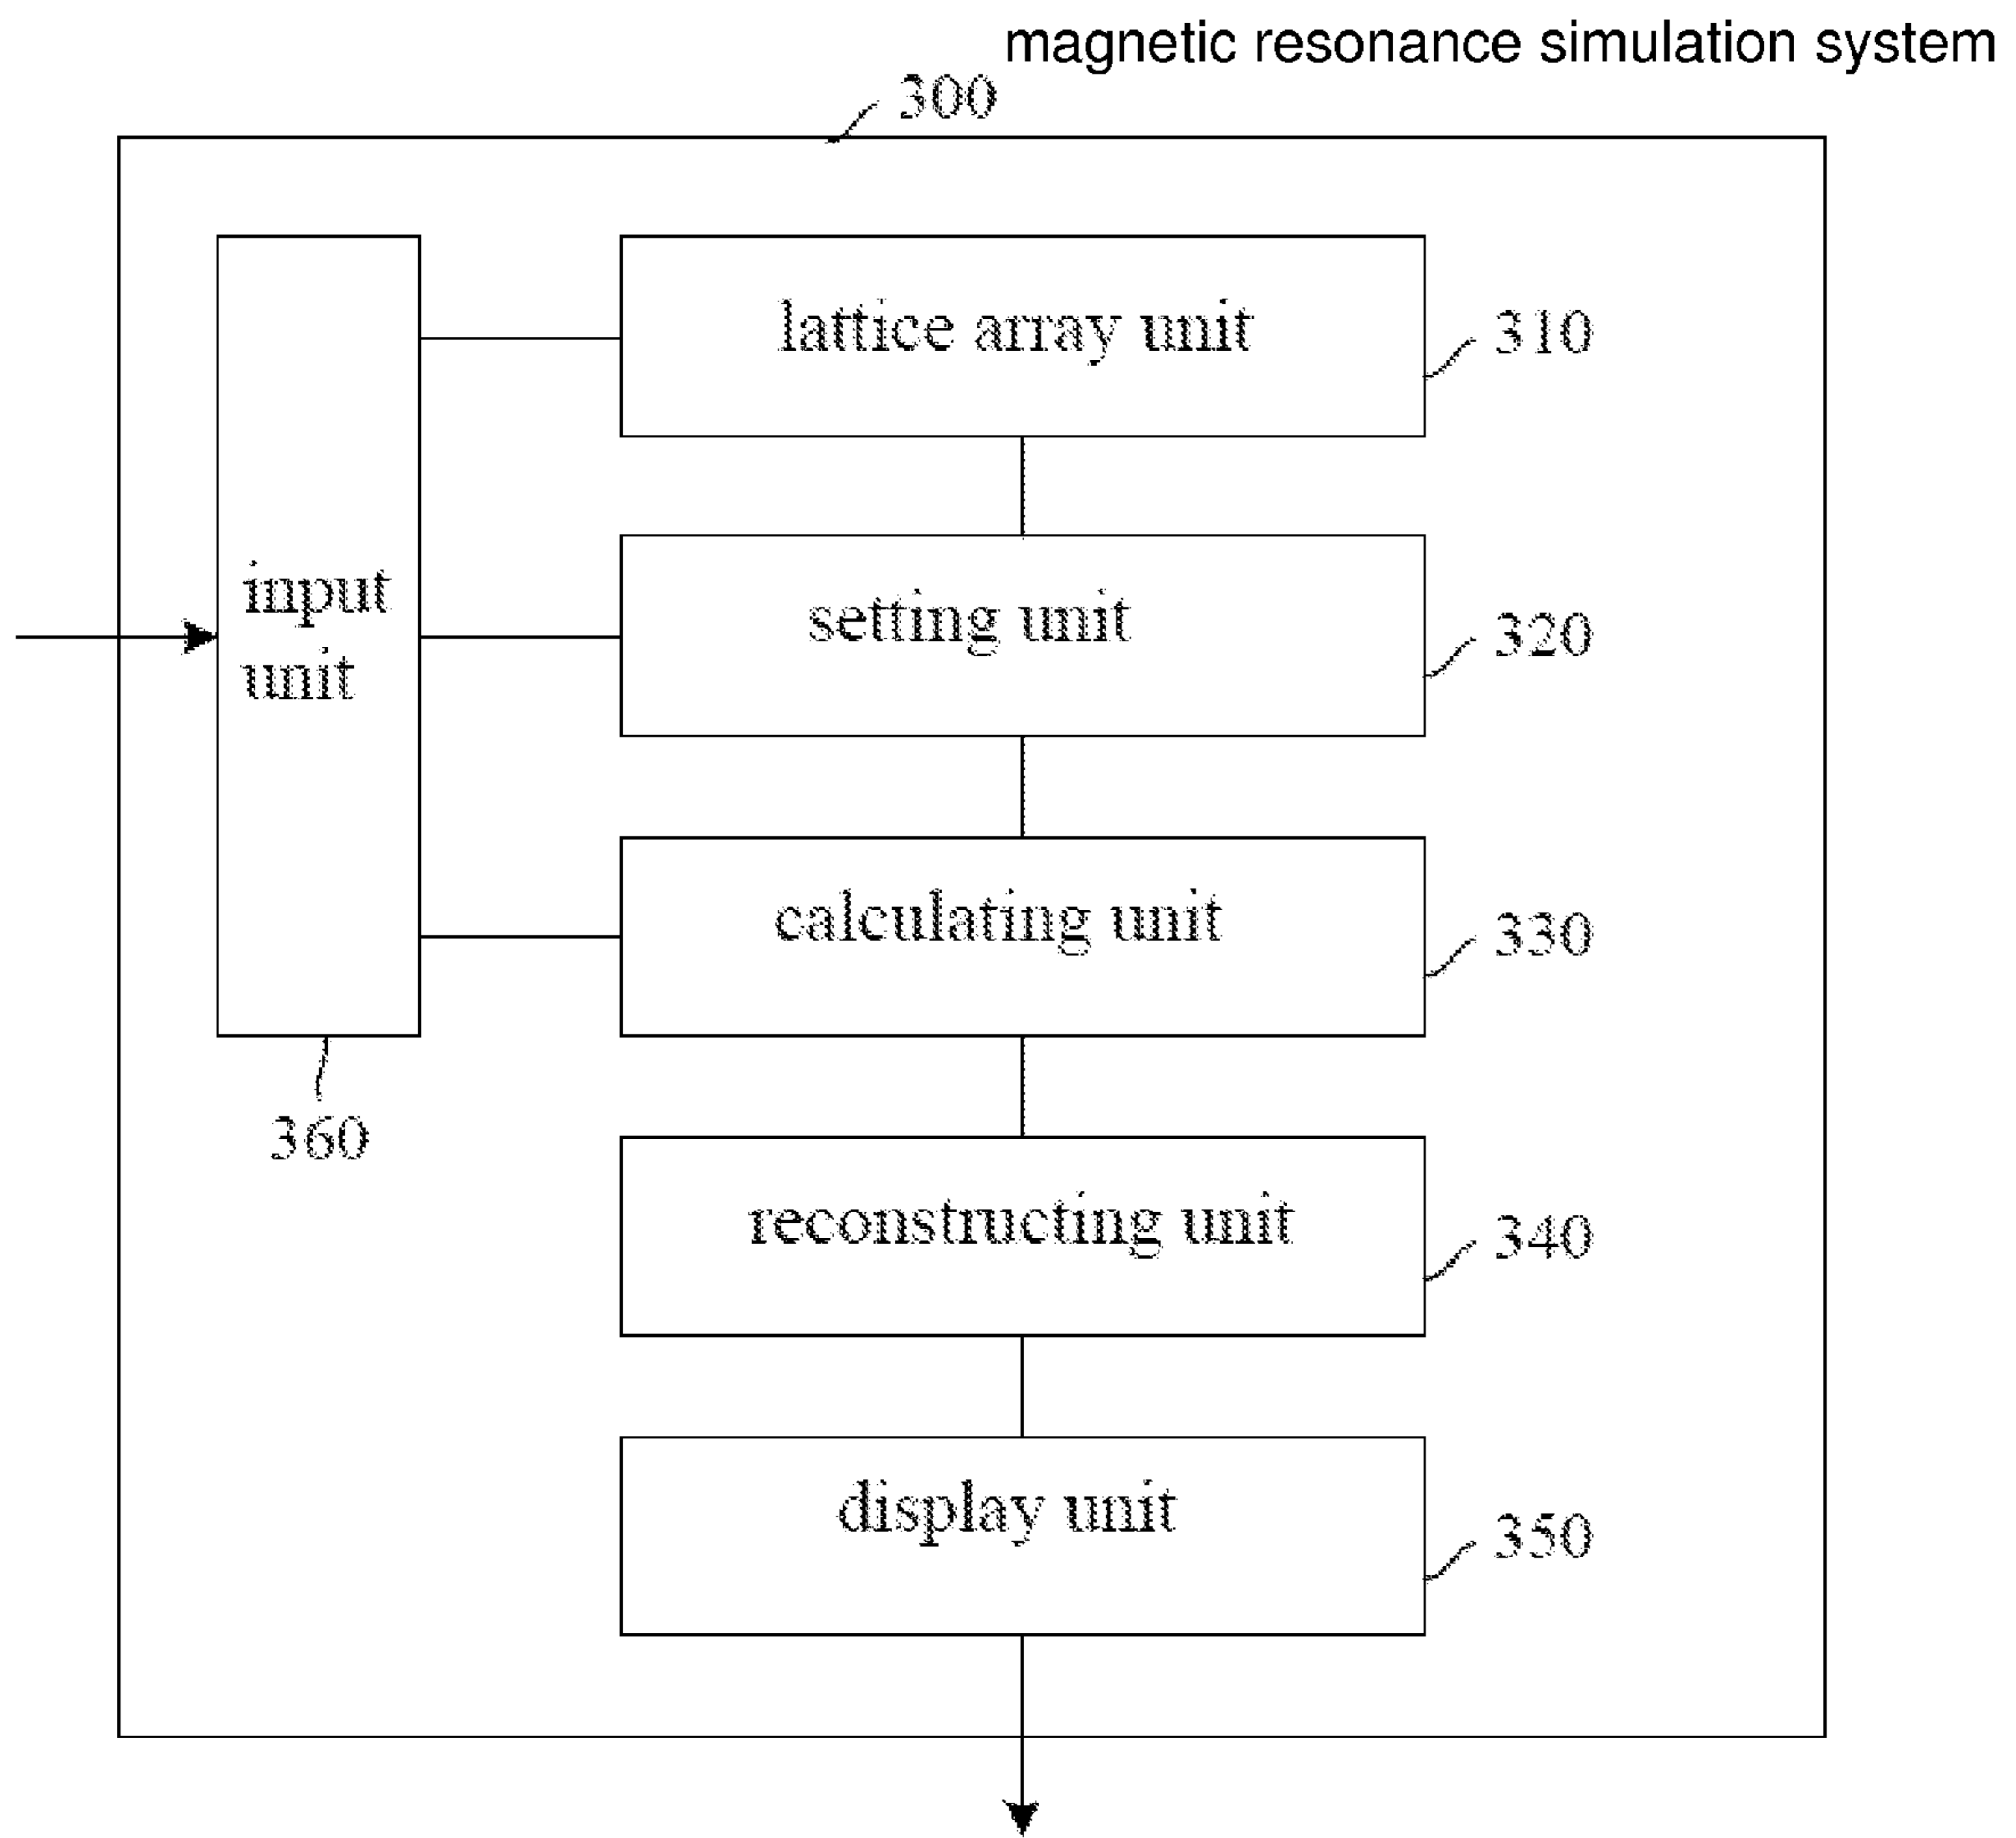 magnetic resonance simulation system
300
lattice array unit
310
input
unit
setting unit
320
calculating unit
330
360
reconstructing unit
340
display unit
350